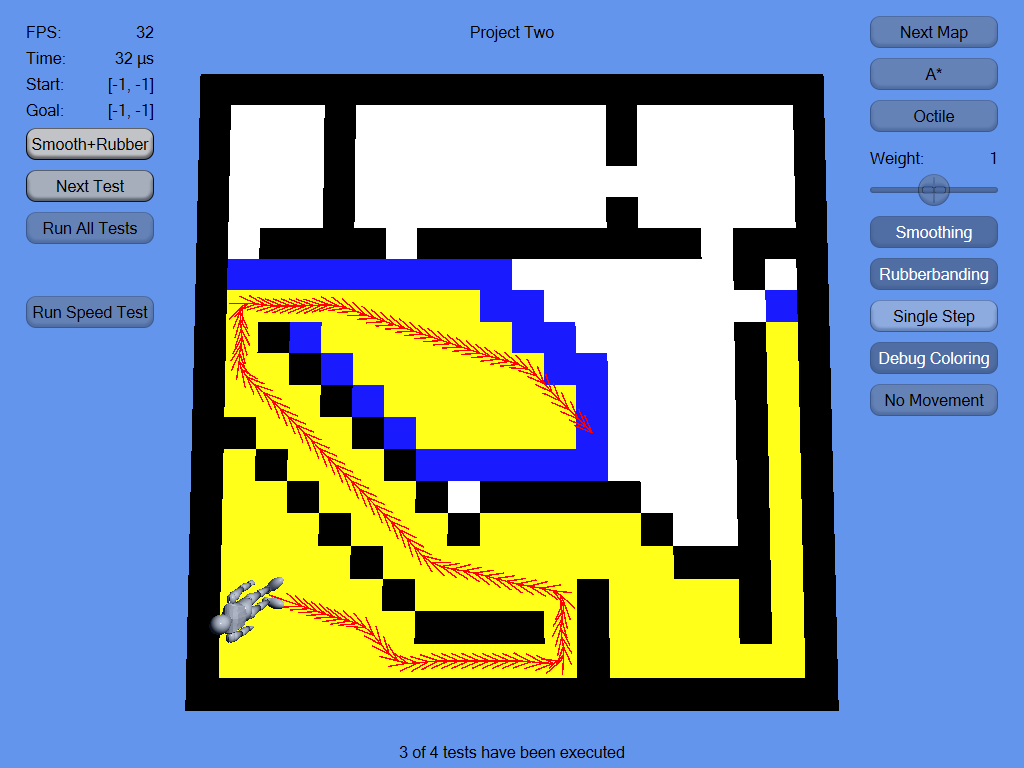 FPS: 32
Time: 32 µs
Start: [-1, -1]
Goal: [-1, -1]
Smooth+Rubber
Next Test
Run All Tests
Run Speed Test
Project Two
Next Map
A*
Octile
Weight: 1
Smoothing
Rubberbanding
Single Step
Debug Coloring
No Movement
3 of 4 tests have been executed